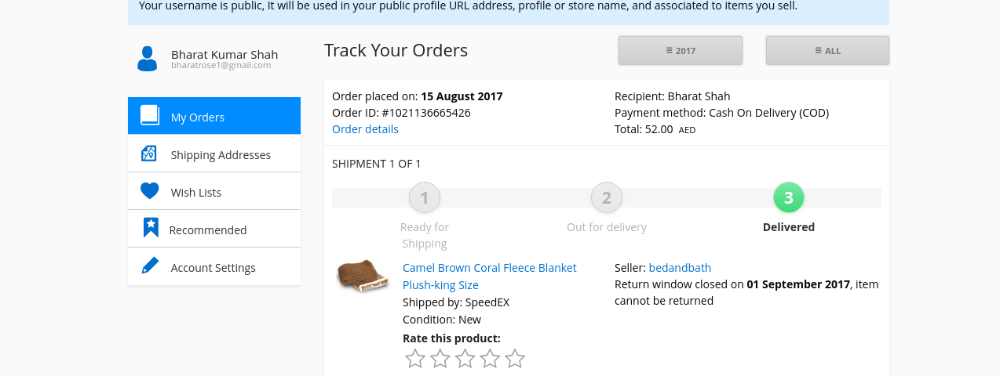 Your username is public, It will be used in your public profile URL address, profile or store name, and associated to items you sell.
Bharat Kumar Shah
bharatrose1@gmail.com
My Orders
Shipping Addresses
Wish Lists
Recommended
Account Settings
Track Your Orders
2017
ALL
Order placed on: 15 August 2017
Order ID: #1021136665426
Order details
Recipient: Bharat Shah
Payment method: Cash On Delivery (COD)
Total: 52.00 AED
SHIPMENT 1 OF 1
1
Ready for
Shipping
2
Out for delivery
3
Delivered
Camel Brown Coral Fleece Blanket
Plush-king Size
Shipped by: SpeedEX
Condition: New
Rate this product:
Seller: bedandbath
Return window closed on 01 September 2017, item
cannot be returned